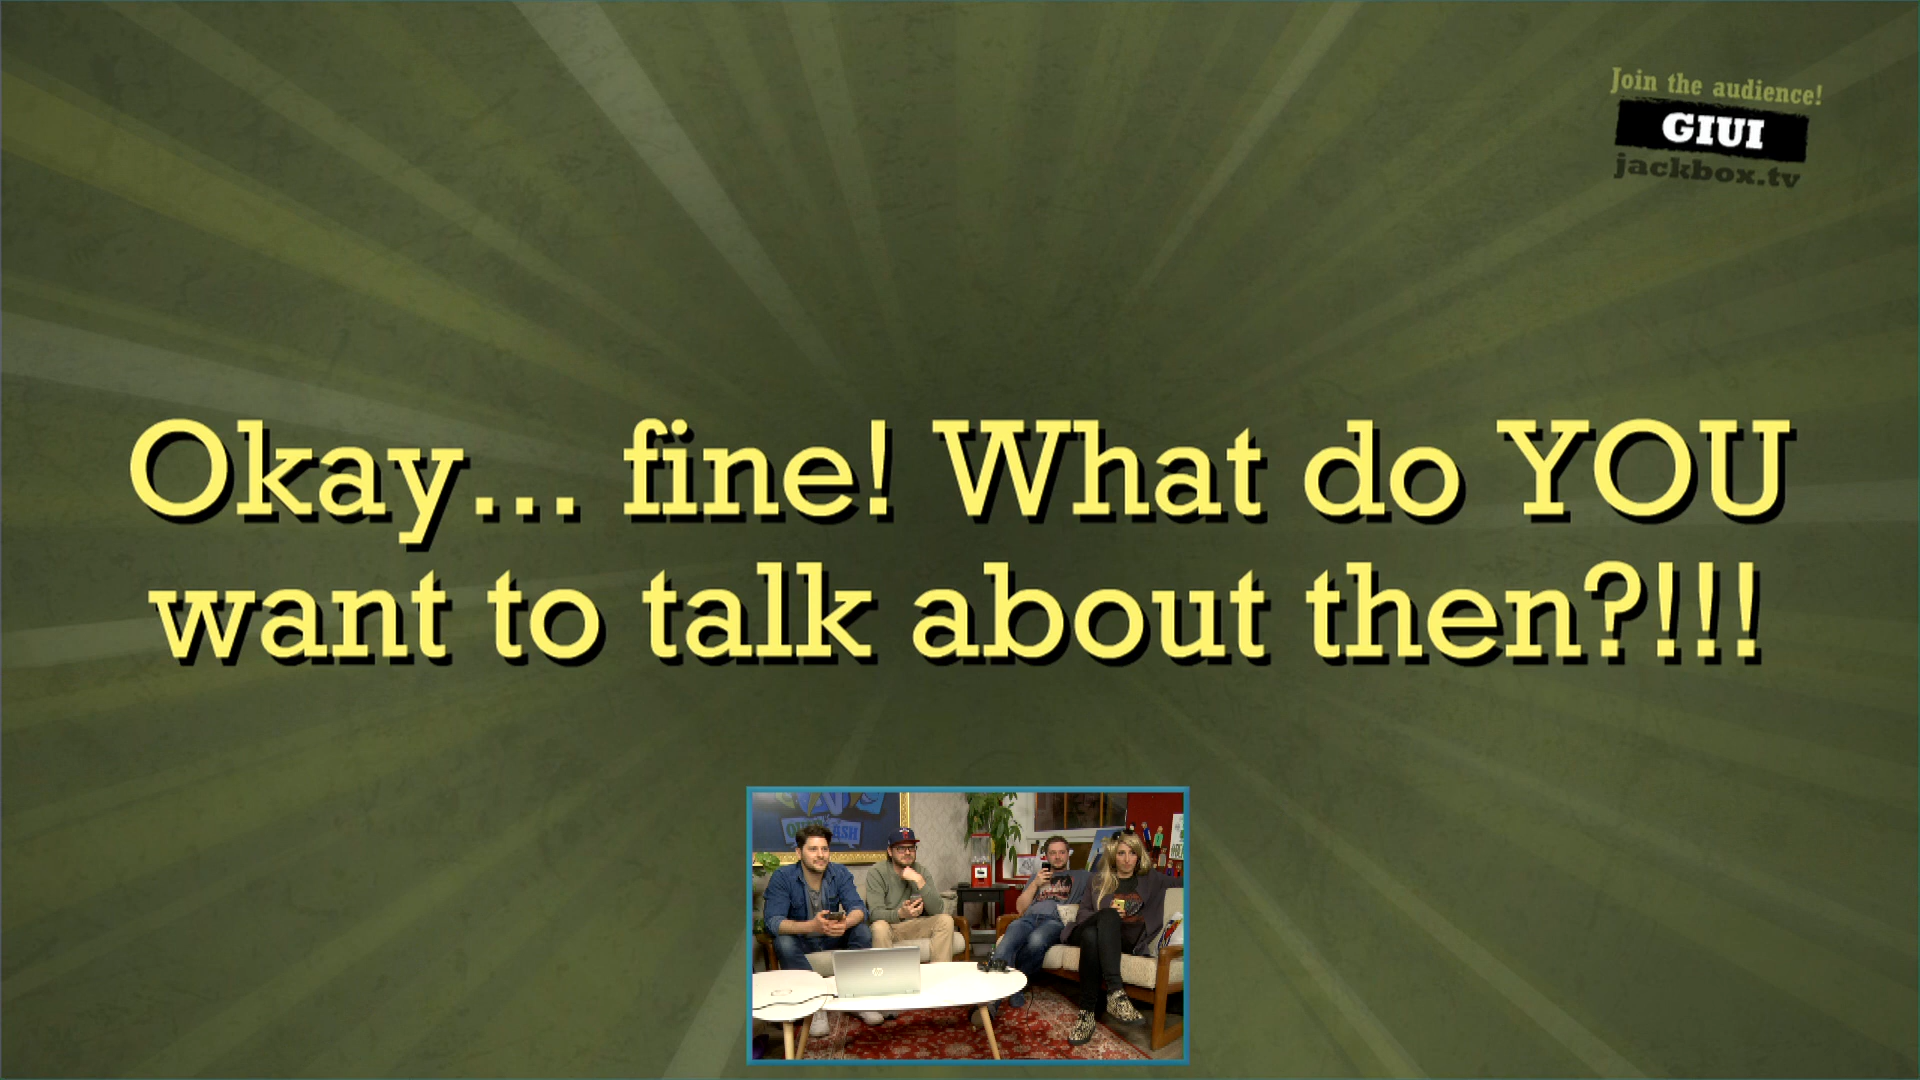 Join the audience!
GIUI
jackbox.tv
Okay... fine! What do YOU
want to talk about then?!!!